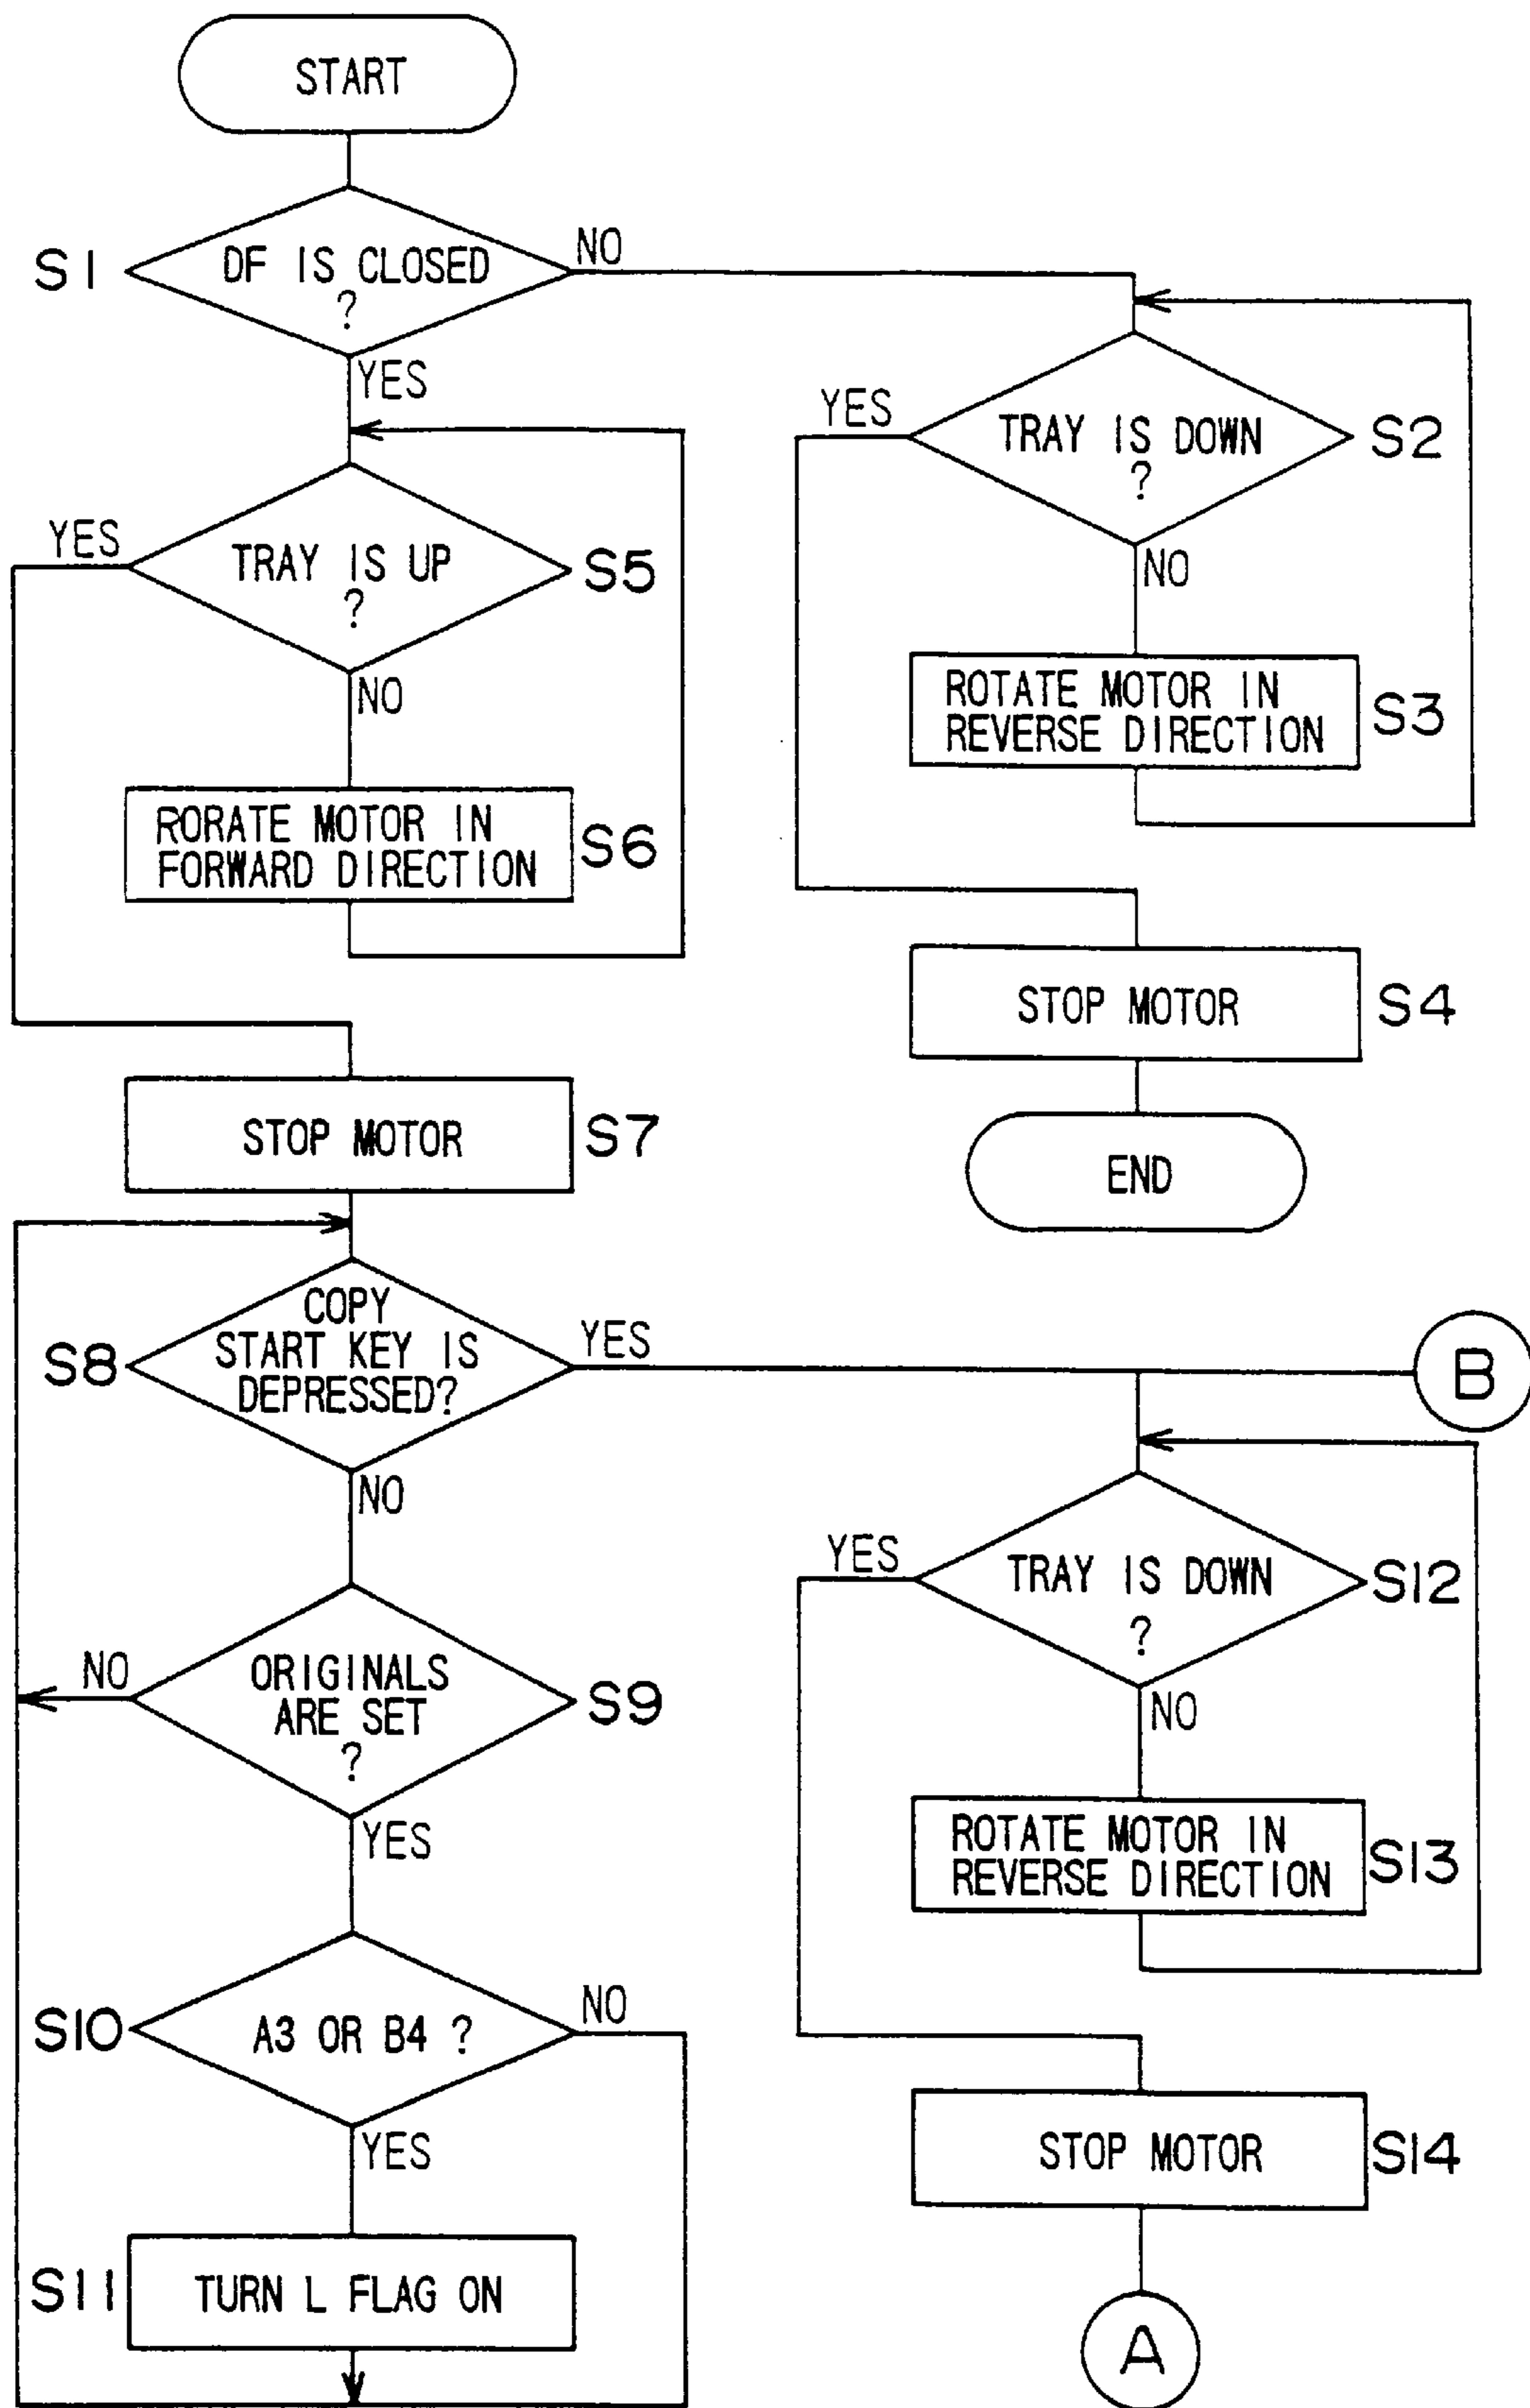 START
S1
DF IS CLOSED
?
NO
YES
YES
TRAY IS DOWN
?
S2
NO
ROTATE MOTOR IN
REVERSE DIRECTION
S3
STOP MOTOR
S4
END
YES
TRAY IS UP
?
S5
NO
RORATE MOTOR IN
FORWARD DIRECTION
S6
STOP MOTOR
S7
S8
COPY
START KEY IS
DEPRESSED?
YES
B
NO
NO
ORIGINALS
ARE SET
?
S9
YES
S10
A3 OR B4 ?
NO
YES
S11
TURN L FLAG ON
YES
TRAY IS DOWN
?
S12
NO
ROTATE MOTOR IN
REVERSE DIRECTION
S13
STOP MOTOR
S14
A